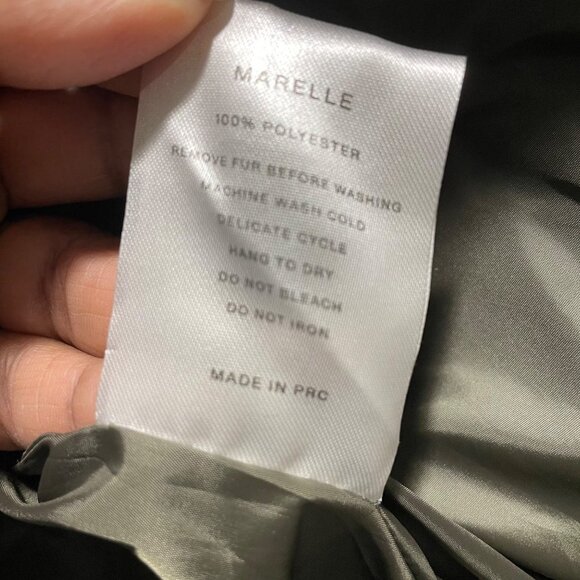 MARELLE
100% POLYESTER
REMOVE FUR BEFORE WASHING
MACHINE WASH COLD
DELICATE CYCLE
HANG TO DRY
DO NOT BLEACH
DO NOT IRON
MADE IN PRC